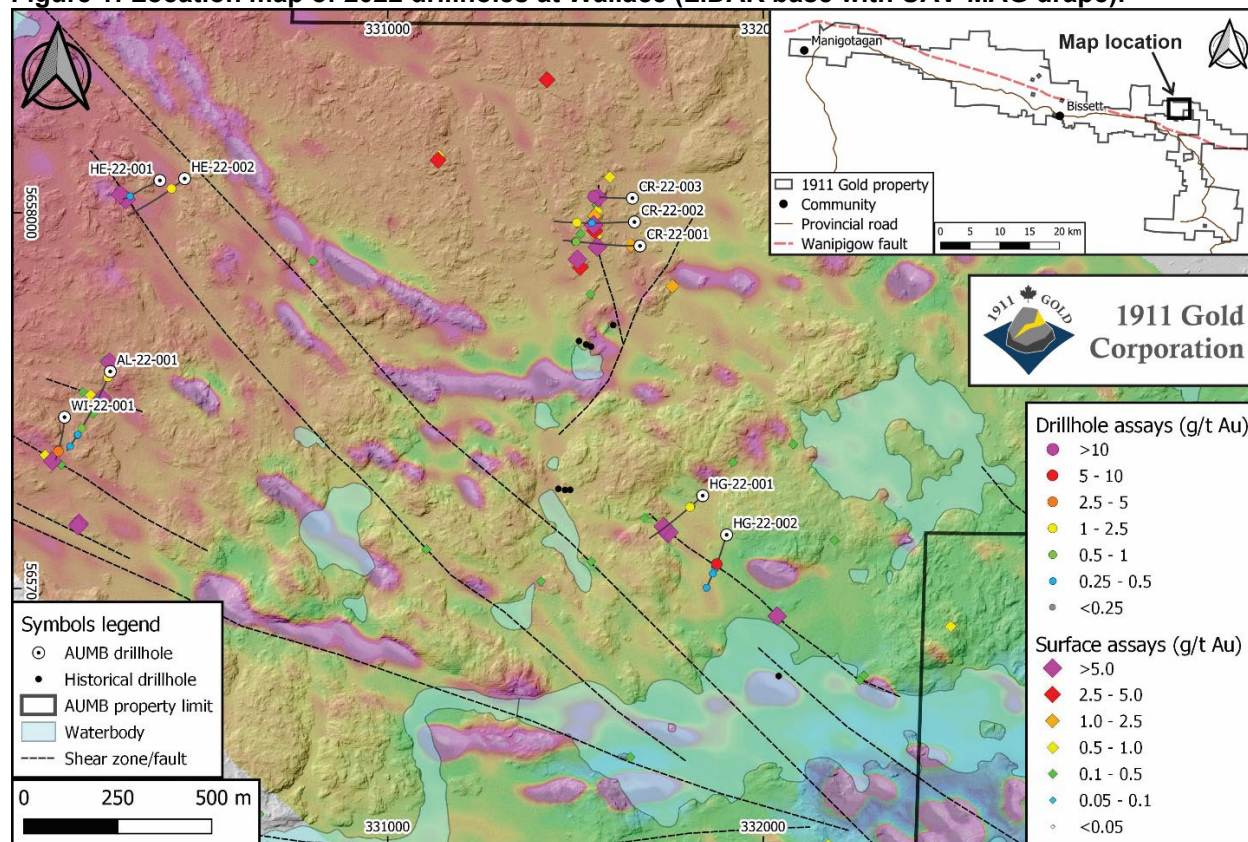 Figure 1: Location map of 2022 drillholes at Wallace (LiDAR base with UAV-MAG drape).
331000
332000
Manigotagan
Map location
Bissett
1911 Gold property
Community
Provincial road
Wanipigow fault
0 5 10 15 20 km
HE-22-001
HE-22-002
CR-22-003
CR-22-002
CR-22-001
5658000
1911 GOLD
1911 Gold
Corporation
AL-22-001
WI-22-001
HG-22-001
HG-22-002
Drillhole assays (g/t Au)
>10
5 - 10
2.5 - 5
1 - 2.5
0.5 - 1
0.25 - 0.5
<0.25
Surface assays (g/t Au)
>5.0
2.5 - 5.0
1.0 - 2.5
0.5 - 1.0
0.1 - 0.5
0.05 - 0.1
<0.05
Symbols legend
AUMB drillhole
Historical drillhole
AUMB property limit
Waterbody
Shear zone/fault
0 250 500 m
331000
332000